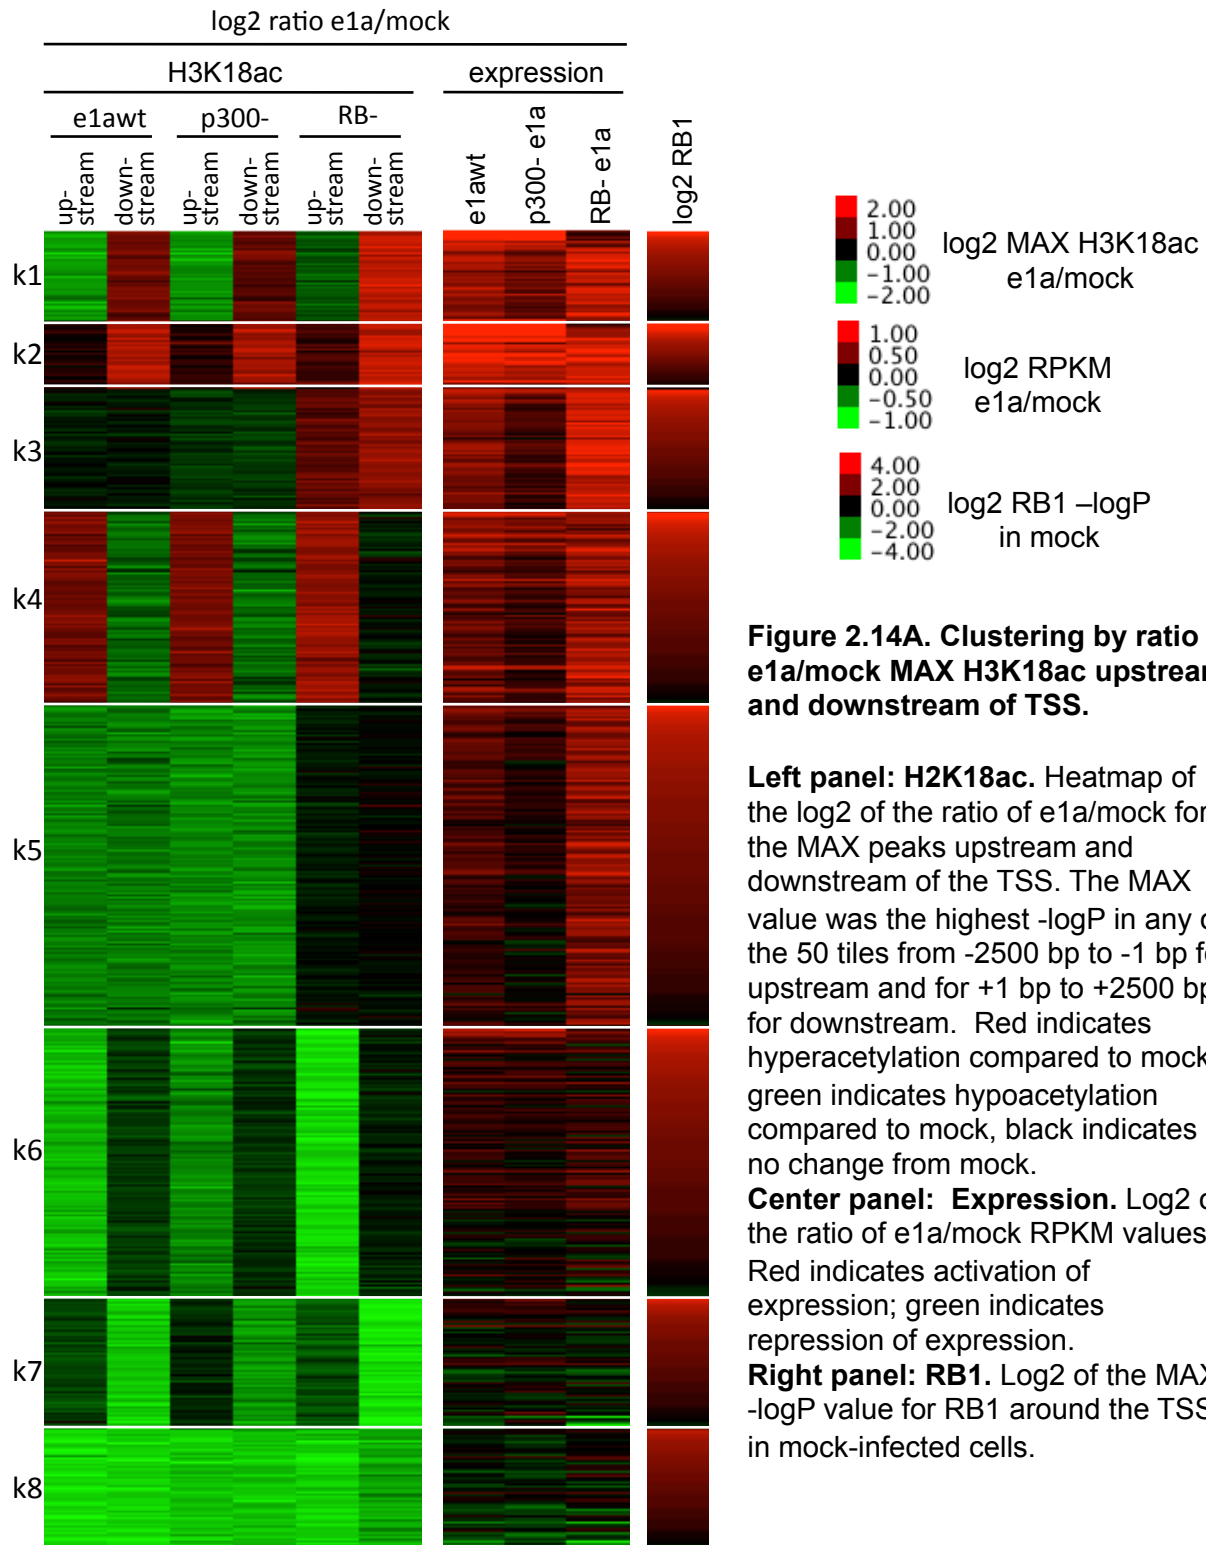 log2 ratio e1a/mock
H3K18ac
expression
e1awt
p300-
RB-
up-
stream
down-
stream
up-
stream
down-
stream
up-
stream
down-
stream
e1awt
p300- e1a
RB- e1a
log2 RB1
k1
k2
k3
k4
k5
k6
k7
k8
2.00
1.00
0.00
-1.00
-2.00
log2 MAX H3K18ac
e1a/mock
1.00
0.50
0.00
-0.50
-1.00
log2 RPKM
e1a/mock
4.00
2.00
0.00
-2.00
-4.00
log2 RB1 –logP
in mock
Figure 2.14A. Clustering by ratio
e1a/mock MAX H3K18ac upstream
and downstream of TSS.
Left panel: H2K18ac. Heatmap of
the log2 of the ratio of e1a/mock for
the MAX peaks upstream and
downstream of the TSS. The MAX
value was the highest -logP in any
the 50 tiles from -2500 bp to -1 bp
upstream and for +1 bp to +2500 bp
for downstream. Red indicates
hyperacetylation compared to mock
green indicates hypoacetylation
compared to mock, black indicates
no change from mock.
Center panel: Expression. Log2
the ratio of e1a/mock RPKM values
Red indicates activation of
expression; green indicates
repression of expression.
Right panel: RB1. Log2 of the MAX
-logP value for RB1 around the TSS
in mock-infected cells.